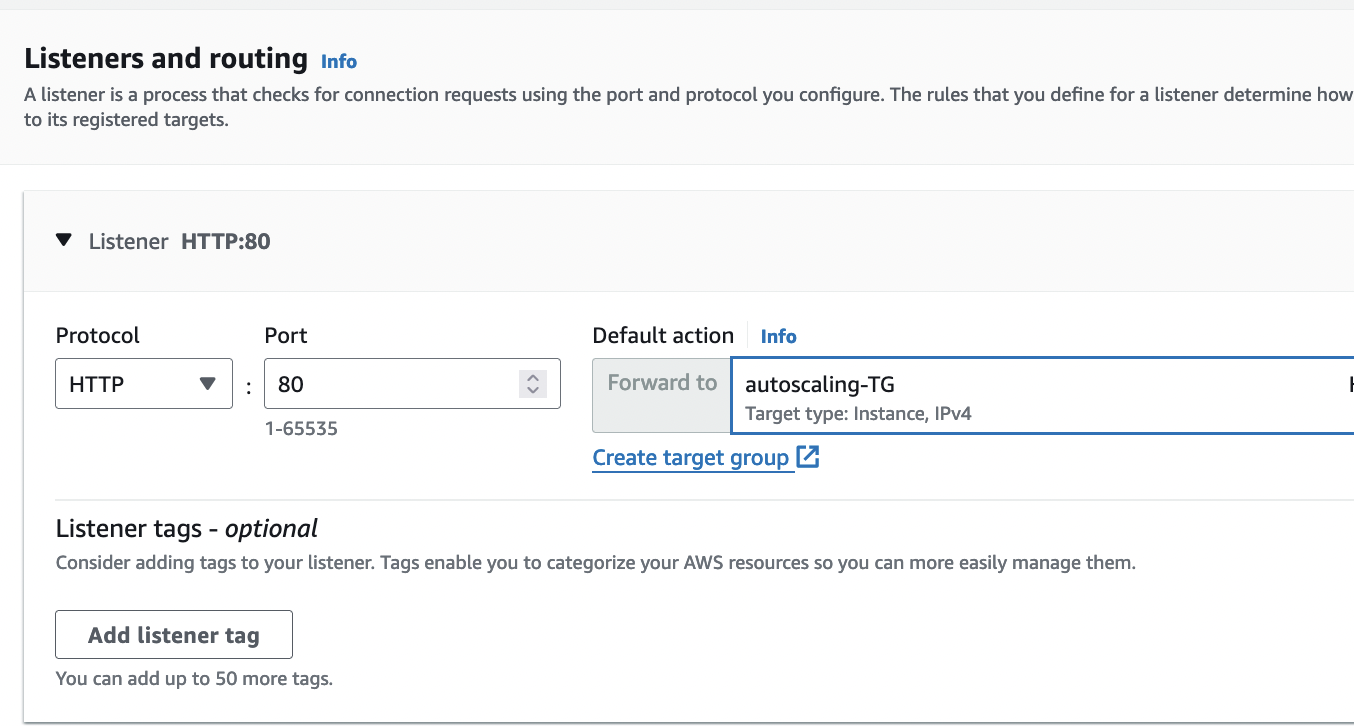 Listeners and routing Info
A listener is a process that checks for connection requests using the port and protocol you configure. The rules that you define for a listener determine how
to its registered targets.
Listener HTTP:80
Protocol Port Default action Info
HTTP : 80 Forward to autoscaling-TG
Target type: Instance, IPv4
1-65535
Create target group
Listener tags - optional
Consider adding tags to your listener. Tags enable you to categorize your AWS resources so you can more easily manage them.
Add listener tag
You can add up to 50 more tags.